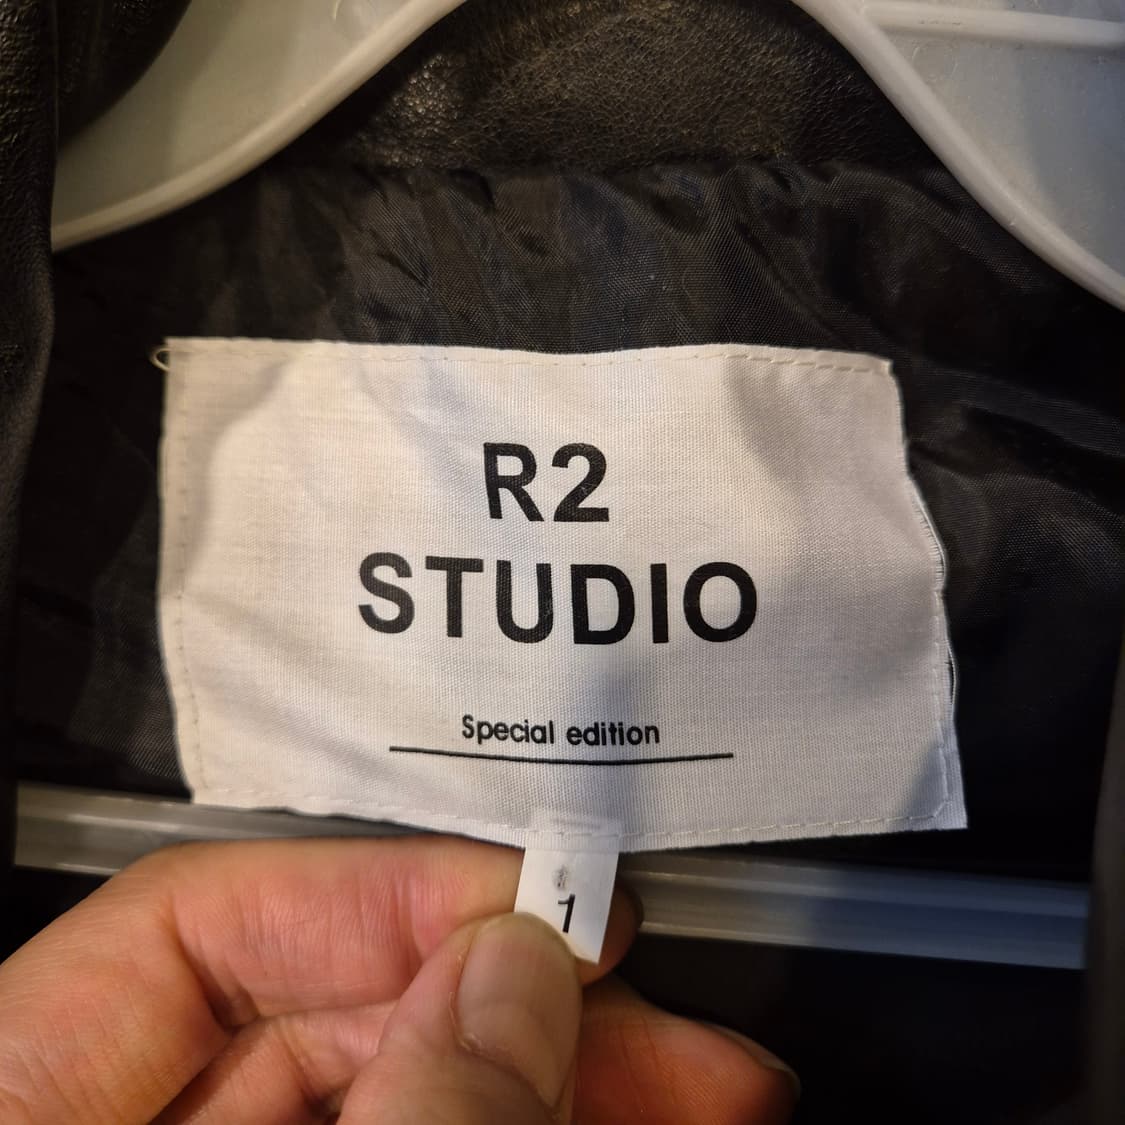 R2
STUDIO
Special edition
1